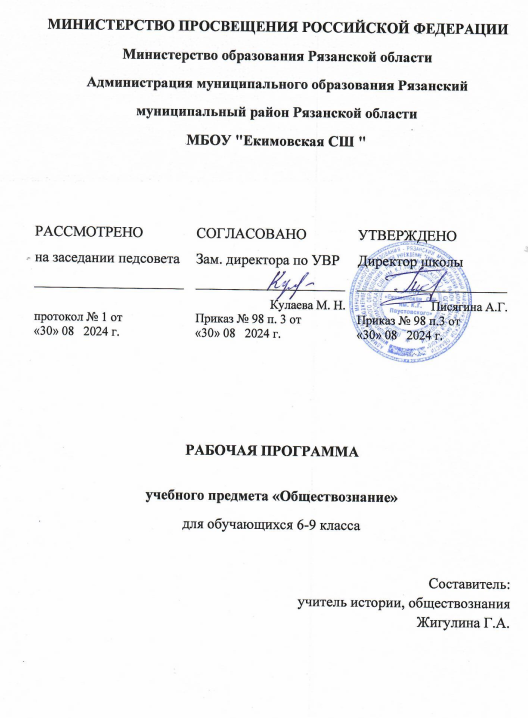 МИНИСТЕРСТВО ПРОСВЕЩЕНИЯ РОССИЙСКОЙ ФЕДЕРАЦИИ
Министерство образования Рязанской области
Администрация муниципального образования Рязанский
муниципальный район Рязанской области
МБОУ "Екимовская СШ "
РАССМОТРЕНО
на заседании педсовета
протокол № 1 от
«30» 08 2024 г.
СОГЛАСОВАНО
Зам. директора по УВР
Кулаева М. Н.
Приказ № 98 п. 3 от
«30» 08 2024 г.
УТВЕРЖДЕНО
Директор школы
Писягина А.Г.
Приказ № 98 п.3 от
«30» 08 2024 г.
РАБОЧАЯ ПРОГРАММА
учебного предмета «Обществознание»
для обучающихся 6-9 класса
Составитель:
учитель истории, обществознания
Жигулина Г.А.